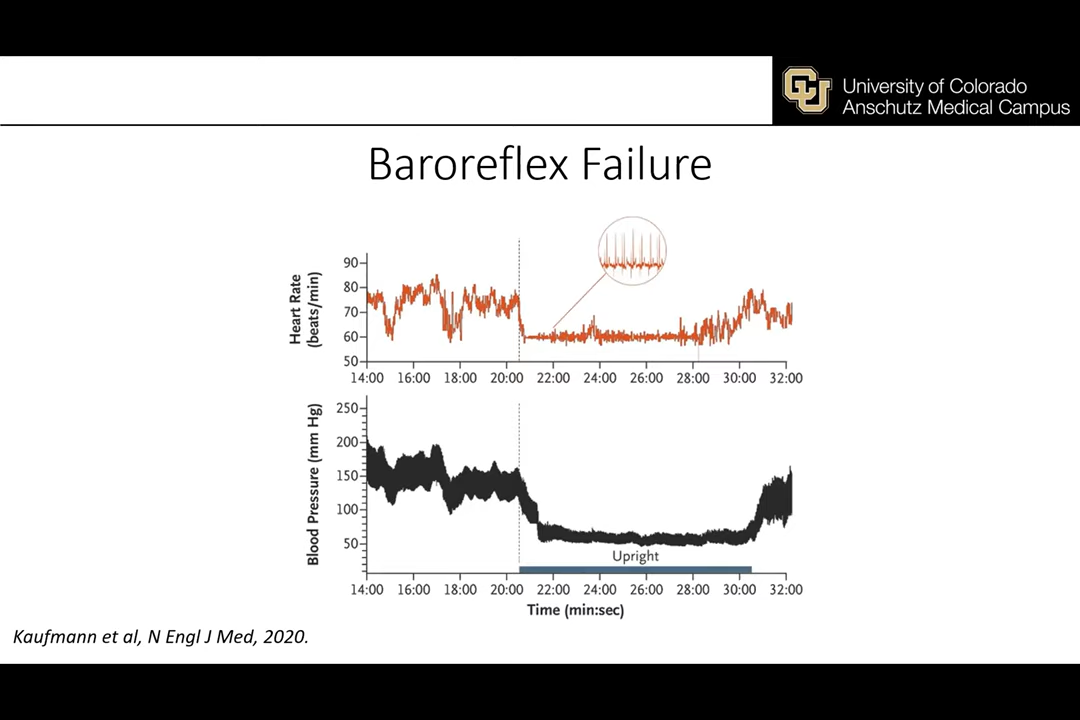 University of Colorado
Anschutz Medical Campus
Baroreflex Failure
Heart Rate
(beats/min)
90
80
70
60
50
14:00 16:00 18:00 20:00 22:00 24:00 26:00 28:00 30:00 32:00
Blood Pressure (mm Hg)
250
200
150
100
50
Upright
14:00 16:00 18:00 20:00 22:00 24:00 26:00 28:00 30:00 32:00
Time (min:sec)
Kaufmann et al, N Engl J Med, 2020.